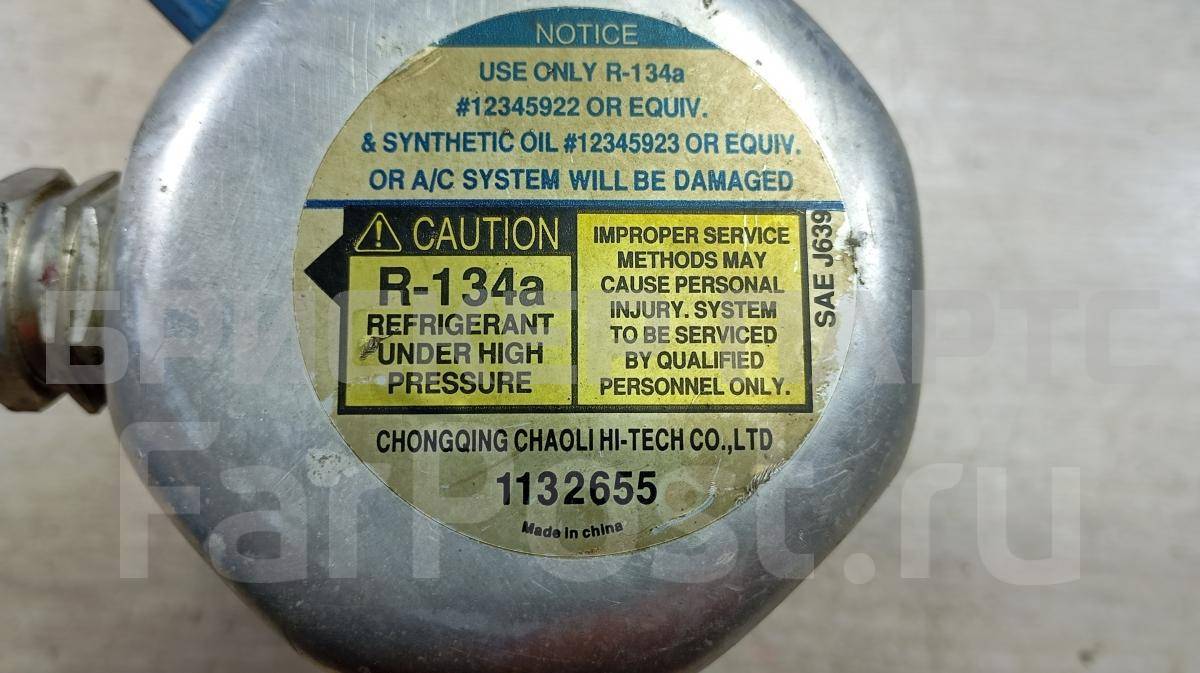 NOTICE
USE ONLY R-134a
#12345922 OR EQUIV.
& SYNTHETIC OIL #12345923 OR EQUIV.
OR A/C SYSTEM WILL BE DAMAGED
CAUTION
R-134a
REFRIGERANT
UNDER HIGH
PRESSURE
IMPROPER SERVICE
METHODS MAY
CAUSE PERSONAL
INJURY. SYSTEM
TO BE SERVICED
BY QUALIFIED
PERSONNEL ONLY.
SAE J639
CHONGQING CHAOLI HI-TECH CO.,LTD
1132655
Made in china
FarPost.ru